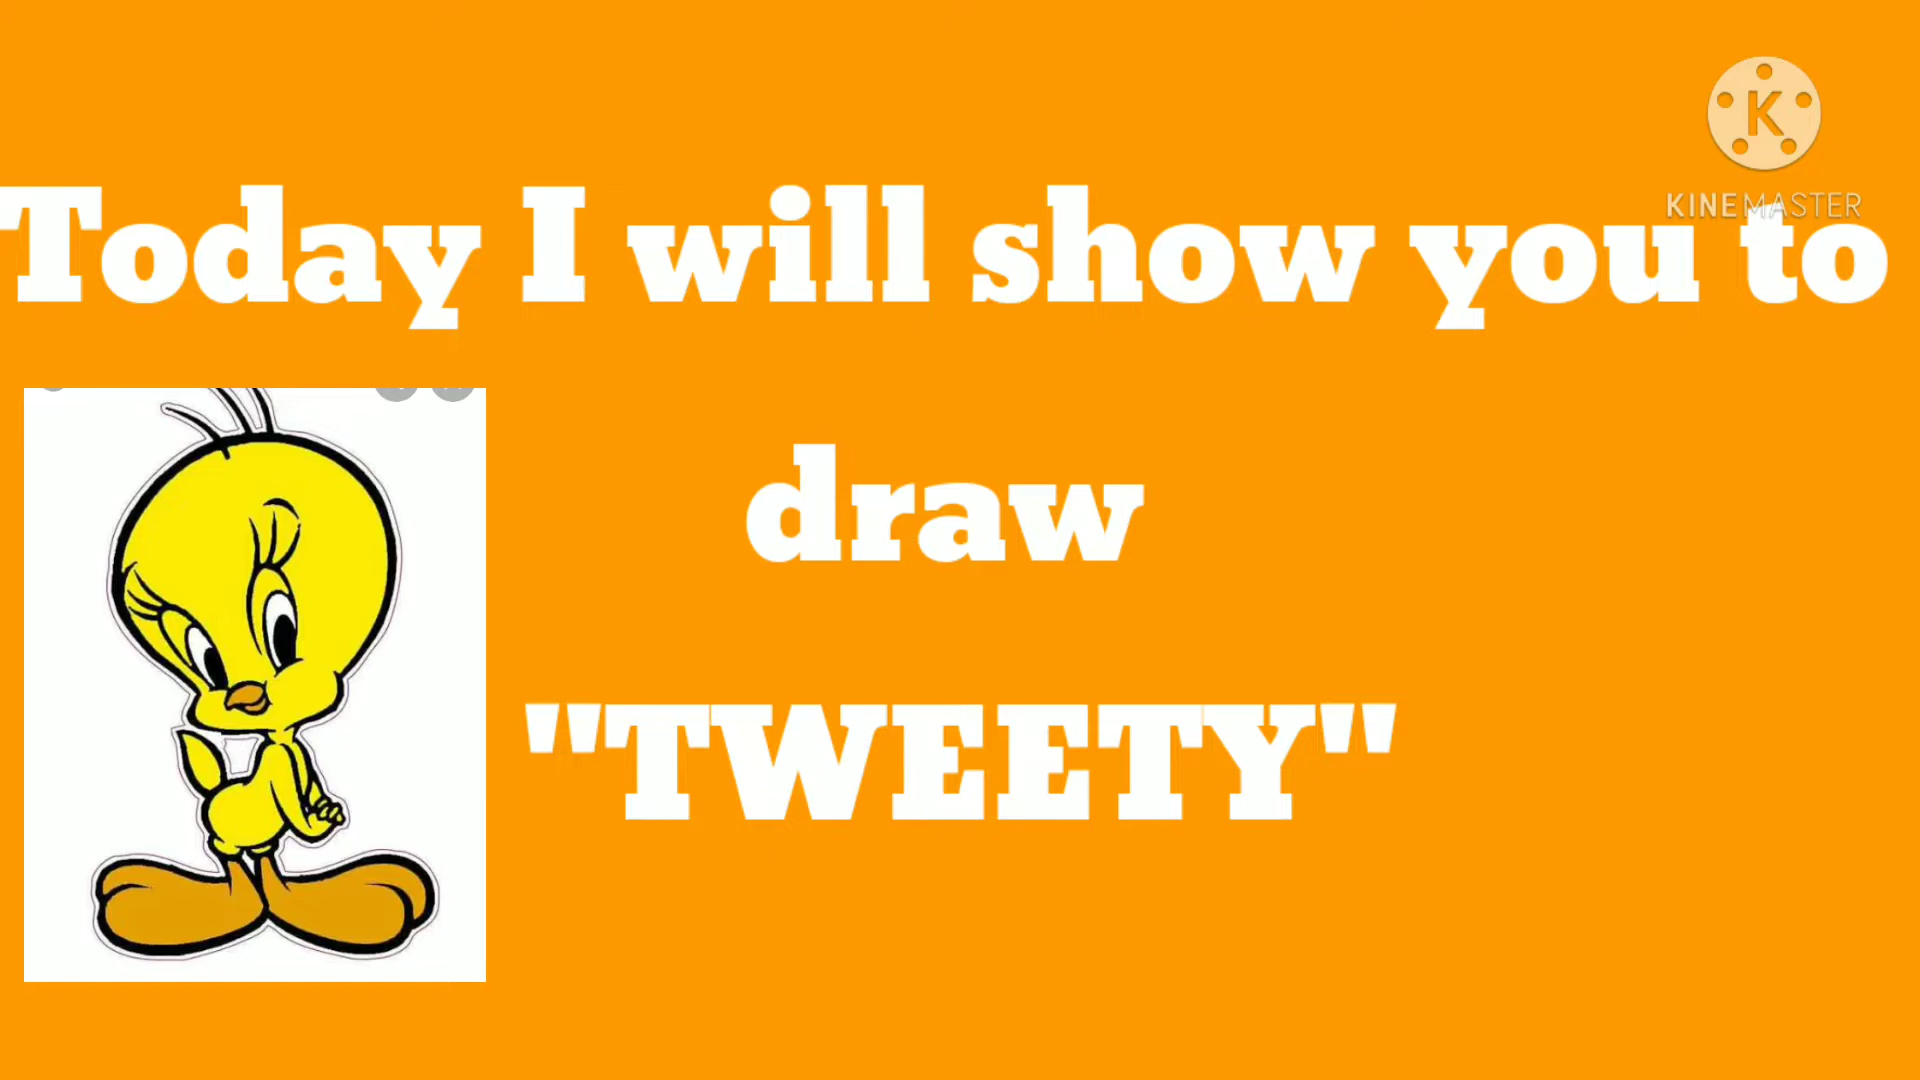 K
KINEMASTER
Today I will show you to
draw
"TWEETY"